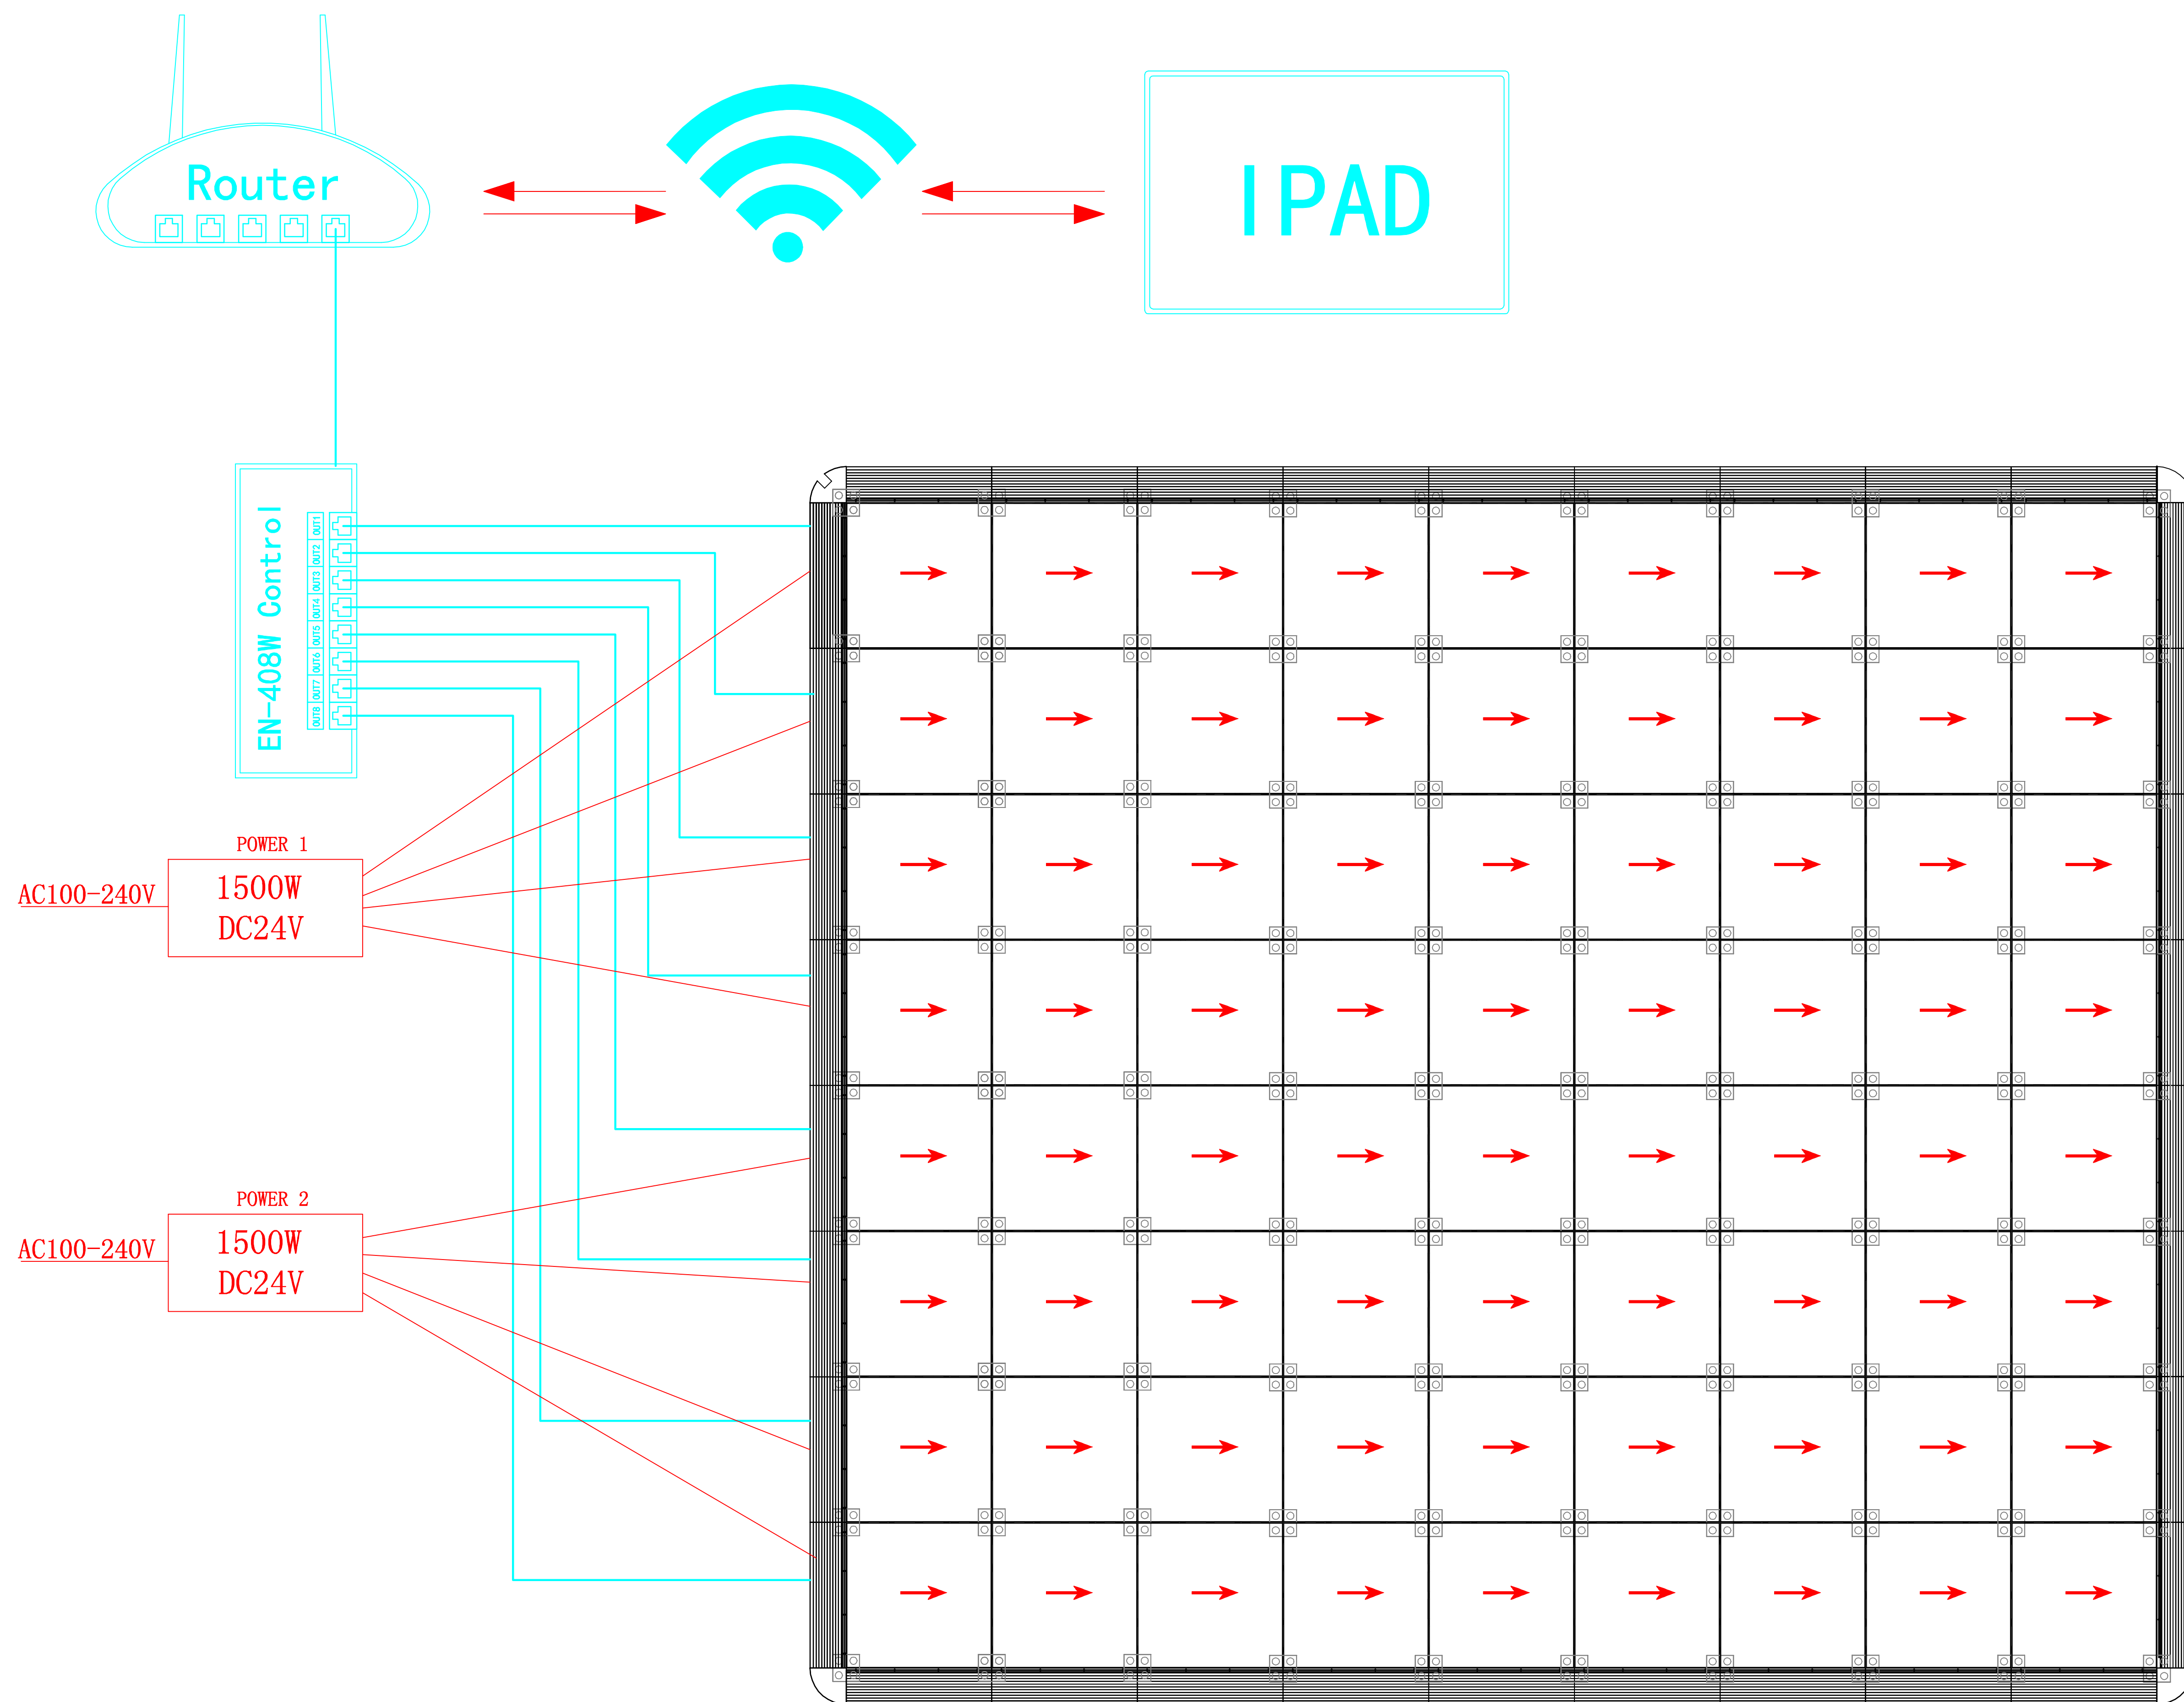 Router
IPAD
EN-408W Control
OUT1
OUT2
OUT3
OUT4
OUT5
OUT6
OUT7
OUT8
POWER 1
AC100-240V
1500W
DC24V
POWER 2
AC100-240V
1500W
DC24V